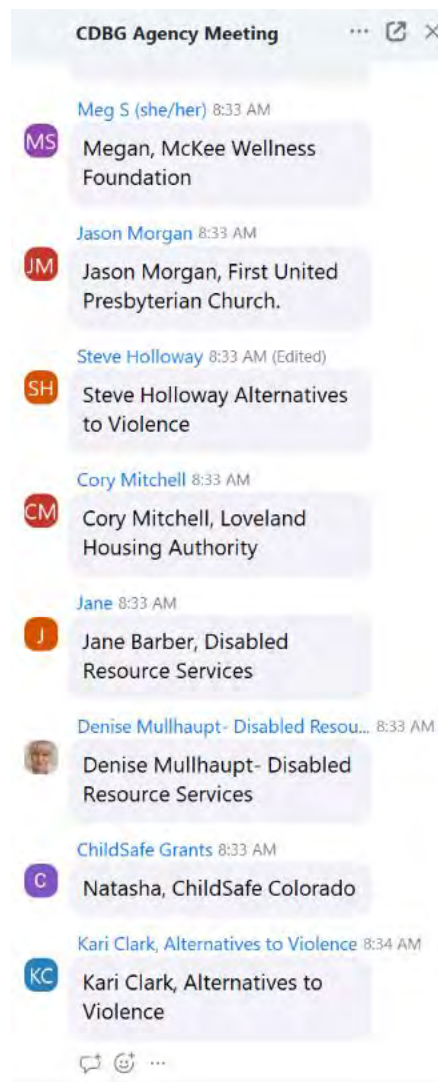 CDBG Agency Meeting
Meg S (she/her) 8:33 AM
MS
Megan, McKee Wellness
Foundation
Jason Morgan 8:33 AM
JM
Jason Morgan, First United
Presbyterian Church.
Steve Holloway 8:33 AM (Edited)
SH
Steve Holloway Alternatives
to Violence
Cory Mitchell 8:33 AM
CM
Cory Mitchell, Loveland
Housing Authority
Jane 8:33 AM
J
Jane Barber, Disabled
Resource Services
Denise Mullhaupt- Disabled Resou... 8:33 AM
Denise Mullhaupt- Disabled
Resource Services
ChildSafe Grants 8:33 AM
C
Natasha, ChildSafe Colorado
Kari Clark, Alternatives to Violence 8:34 AM
KC
Kari Clark, Alternatives to
Violence